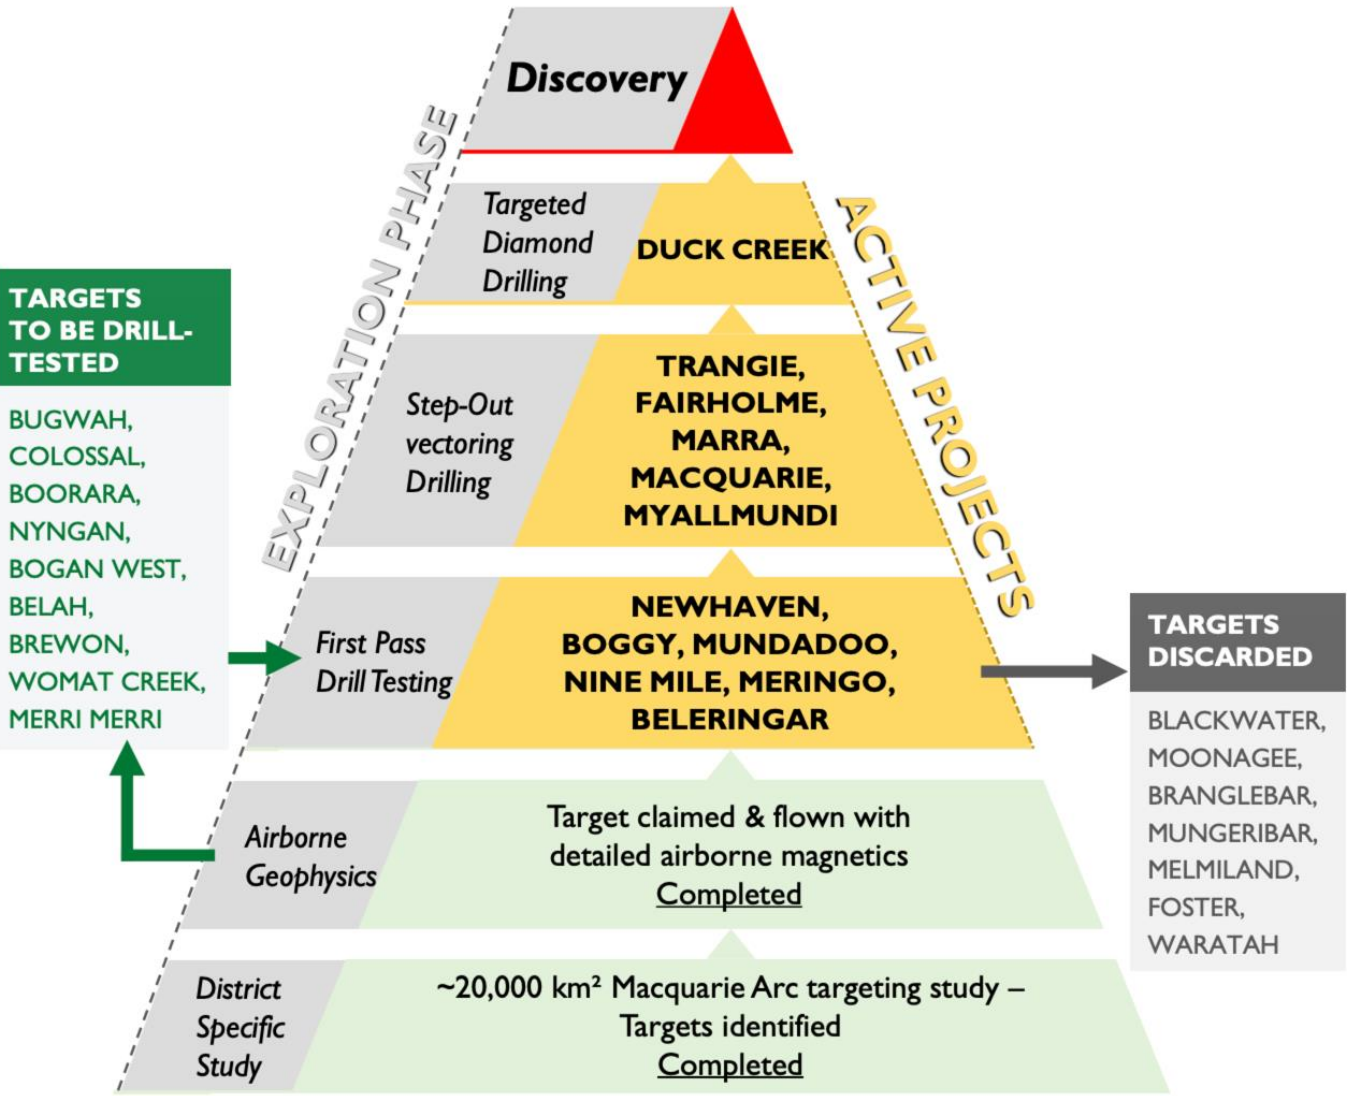 Discovery
EXPLORATION PHASE
ACTIVE PROJECTS
Targeted
Diamond
Drilling
DUCK CREEK
Step-Out
vectoring
Drilling
TRANGIE,
FAIRHOLME,
MARRA,
MACQUARIE,
MYALLMUNDI
First Pass
Drill Testing
NEWHAVEN,
BOGGY, MUNDADOO,
NINE MILE, MERINGO,
BELERINGAR
Airborne
Geophysics
Target claimed & flown with
detailed airborne magnetics
Completed
District
Specific
Study
~20,000 km² Macquarie Arc targeting study –
Targets identified
Completed
TARGETS
TO BE DRILL-
TESTED
BUGWAH,
COLOSSAL,
BOORARA,
NYNGAN,
BOGAN WEST,
BELAH,
BREWON,
WOMAT CREEK,
MERRI MERRI
TARGETS
DISCARDED
BLACKWATER,
MOONAGEE,
BRANGLEBAR,
MUNGERIBAR,
MELMILAND,
FOSTER,
WARATAH